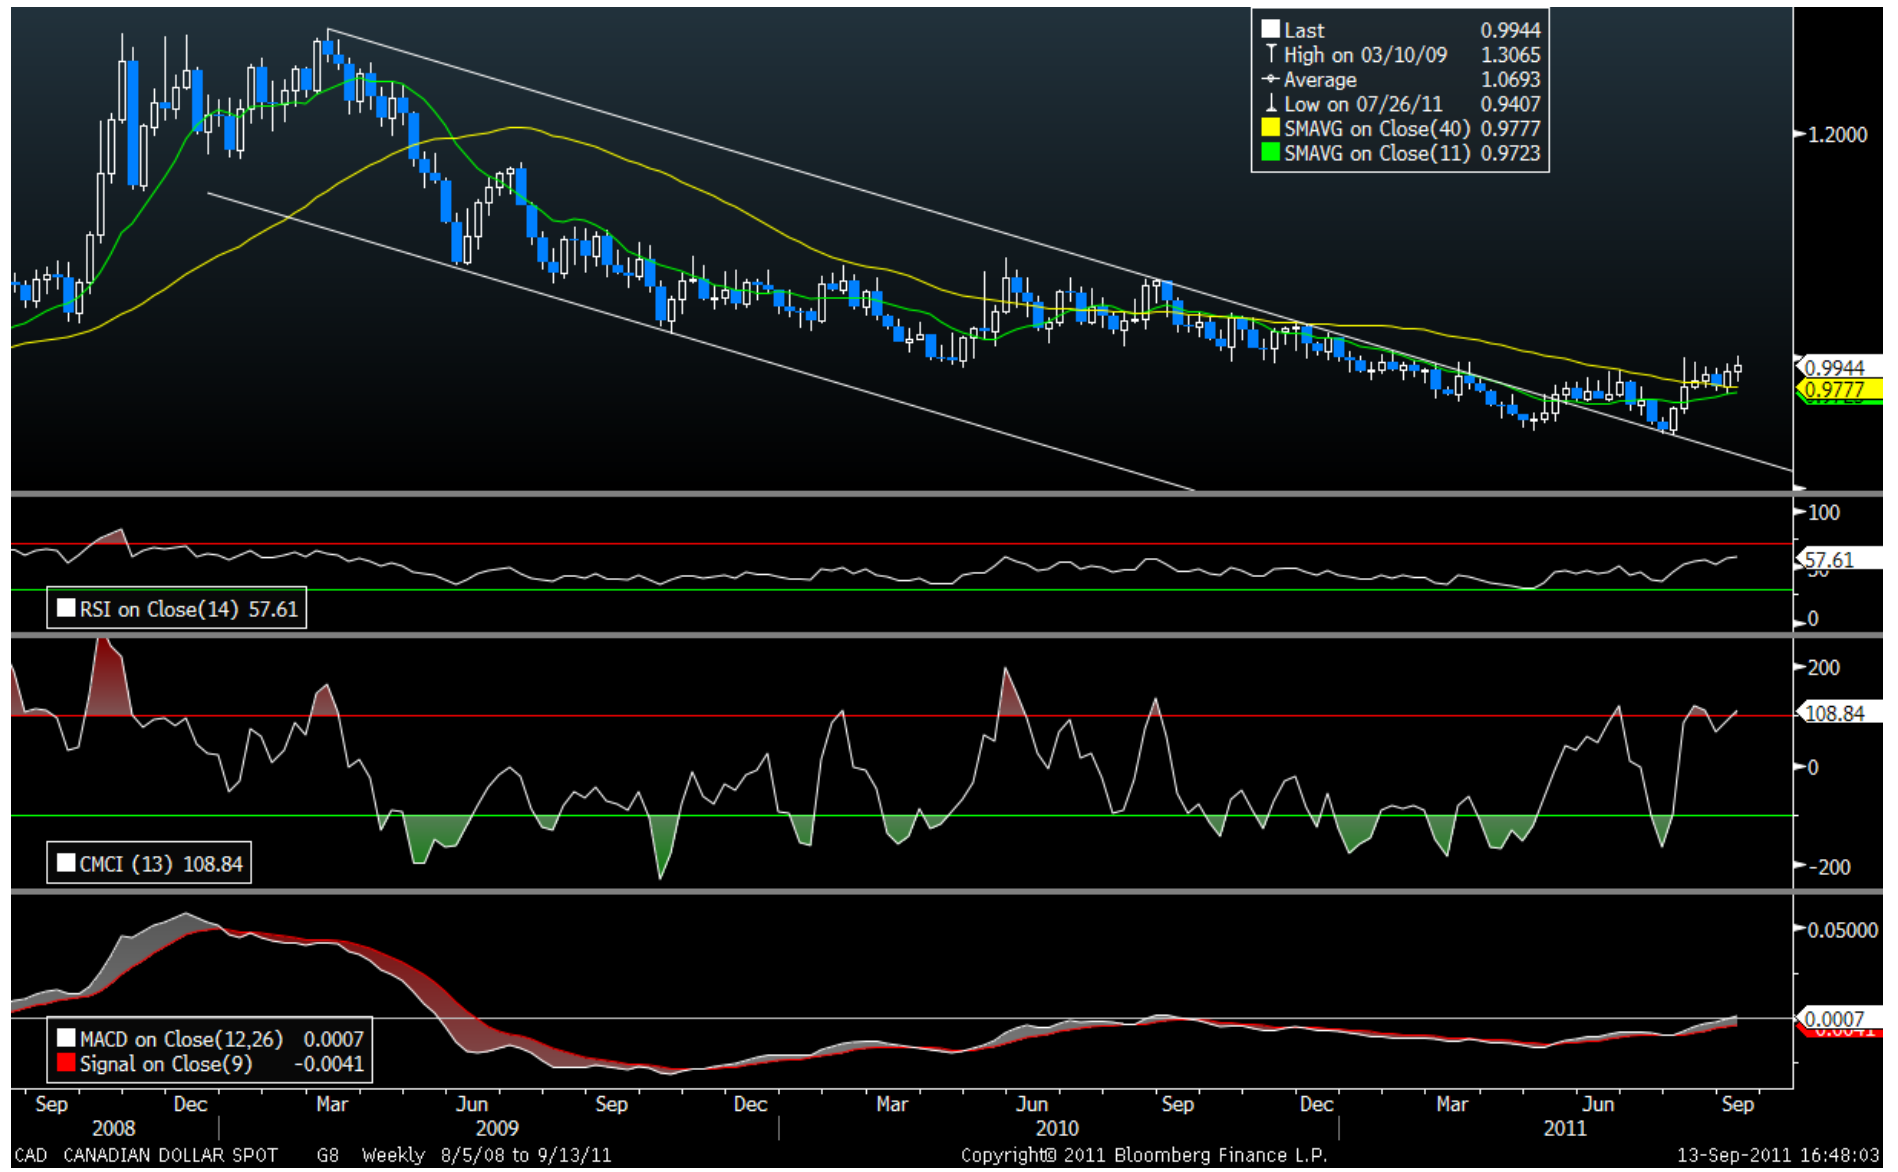 Last 0.9944
High on 03/10/09 1.3065
Average 1.0693
Low on 07/26/11 0.9407
SMAVG on Close(40) 0.9777
SMAVG on Close(11) 0.9723
1.2000
0.9944
0.9777
100
57.61
0
RSI on Close(14) 57.61
200
108.84
0
-200
CMCI (13) 108.84
0.05000
0.0007
-0.0041
MACD on Close(12,26) 0.0007
Signal on Close(9) -0.0041
Sep Dec Mar Jun Sep Dec Mar Jun Sep Dec Mar Jun Sep
2008 2009 2010 2011
CAD CANADIAN DOLLAR SPOT G8 Weekly 8/5/08 to 9/13/11 Copyright© 2011 Bloomberg Finance L.P. 13-Sep-2011 16:48:03